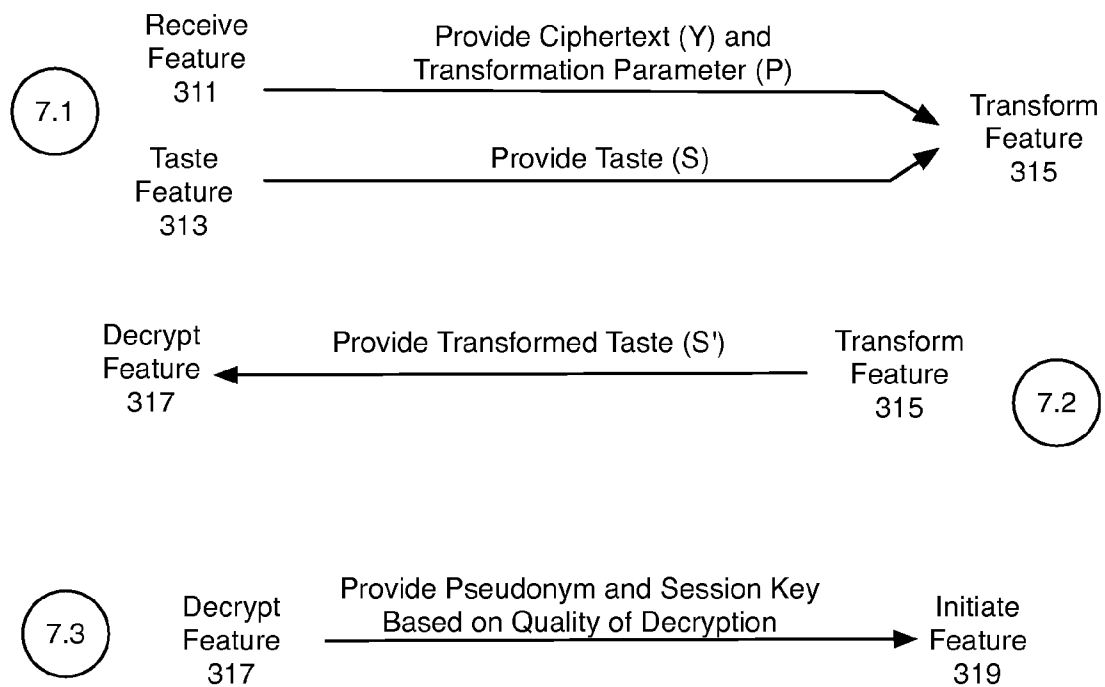 Receive
Feature
311
Provide Ciphertext (Y) and
Transformation Parameter (P)
7.1
Transform
Feature
315
Taste
Feature
313
Provide Taste (S)
Decrypt
Feature
317
Provide Transformed Taste (S')
Transform
Feature
315
7.2
7.3
Decrypt
Feature
317
Provide Pseudonym and Session Key
Based on Quality of Decryption
Initiate
Feature
319